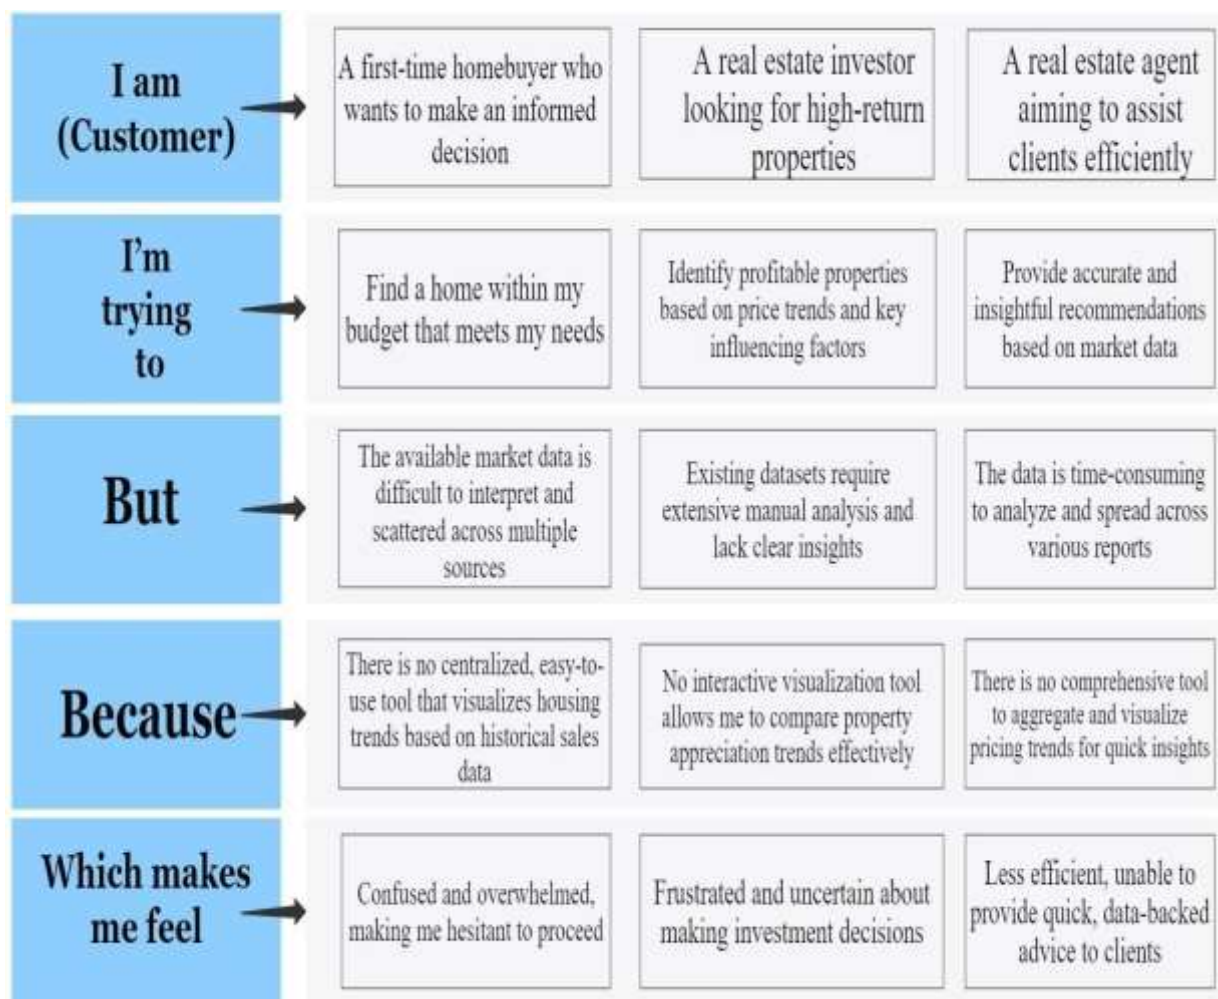 I am
(Customer)
A first-time homebuyer who
wants to make an informed
decision
A real estate investor
looking for high-return
properties
A real estate agent
aiming to assist
clients efficiently
I'm
trying
to
Find a home within my
budget that meets my needs
Identify profitable properties
based on price trends and key
influencing factors
Provide accurate and
insightful recommendations
based on market data
But
The available market data is
difficult to interpret and
scattered across multiple
sources
Existing datasets require
extensive manual analysis and
lack clear insights
The data is time-consuming
to analyze and spread across
various reports
Because
There is no centralized, easy-to-
use tool that visualizes housing
trends based on historical sales
data
No interactive visualization tool
allows me to compare property
appreciation trends effectively
There is no comprehensive tool
to aggregate and visualize
pricing trends for quick insights
Which makes
me feel
Confused and overwhelmed,
making me hesitant to proceed
Frustrated and uncertain about
making investment decisions
Less efficient, unable to
provide quick, data-backed
advice to clients